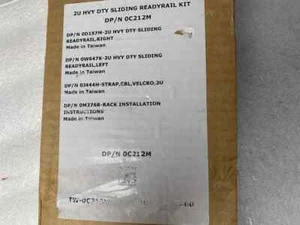 2U HVY DTY SLIDING READYRAIL KIT
DP/N 0C212M
DP/N 0D157M-2U HVY DTY SLIDING
READYRAIL,RIGHT
Made in Taiwan
DP/N 0W547K-2U HVY DTY SLIDING
READYRAIL,LEFT
Made in Taiwan
DP/N 0J444H-STRAP,CBL,VELCRO,2U
Made in Taiwan
DP/N 0M376R-RACK INSTALLATION
INSTRUCTIONS
Made in Taiwan
DP/N 0C212M